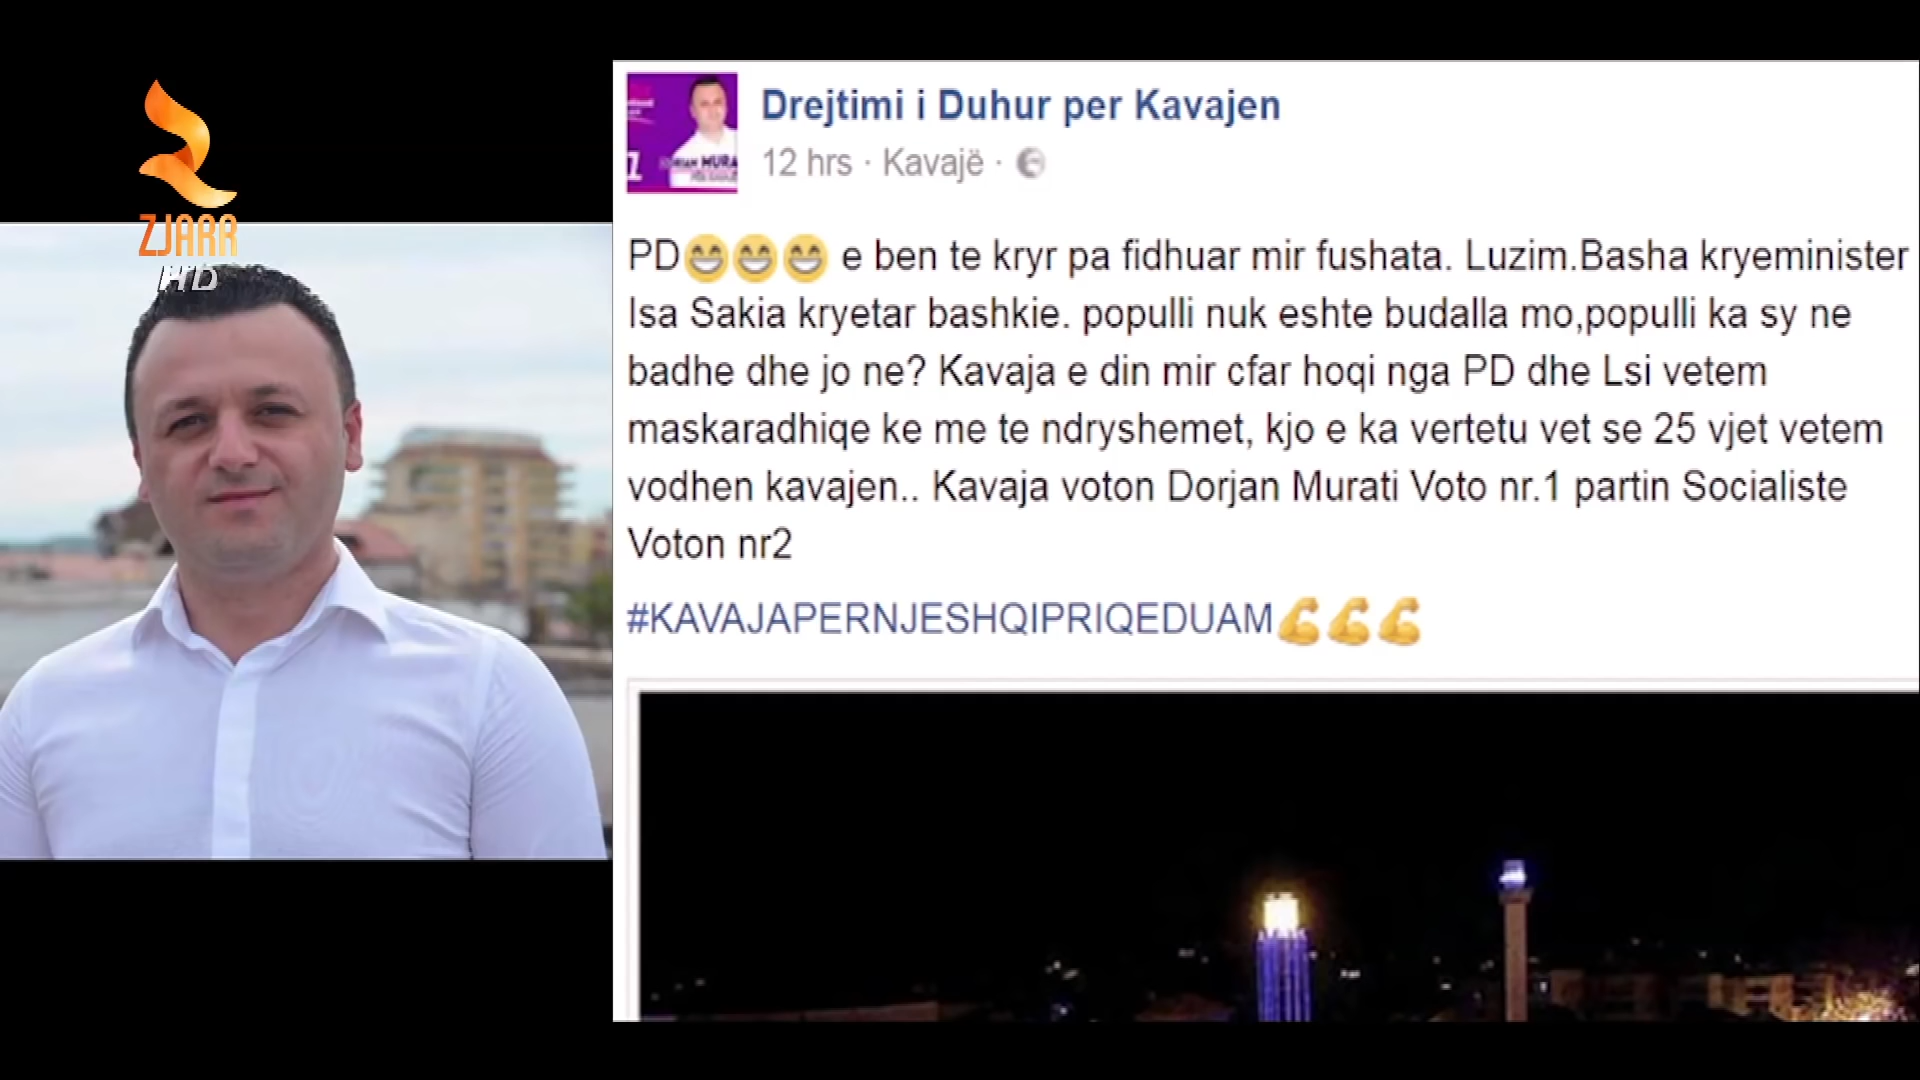 ZJARR
HD
Drejtimi i Duhur per Kavajen
12 hrs · Kavajë ·
PD😁😁😁 e ben te kryr pa fidhuar mir fushata. Luzim.Basha kryeminister
Isa Sakia kryetar bashkie. populli nuk eshte budalla mo,populli ka sy ne
badhe dhe jo ne? Kavaja e din mir cfar hoqi nga PD dhe Lsi vetem
maskaradhiqe ke me te ndryshemet, kjo e ka vertetu vet se 25 vjet vetem
vodhen kavajen.. Kavaja voton Dorjan Murati Voto nr.1 partin Socialiste
Voton nr2
#KAVAJAPERNJESHQIPRIQEDUAM💪💪💪